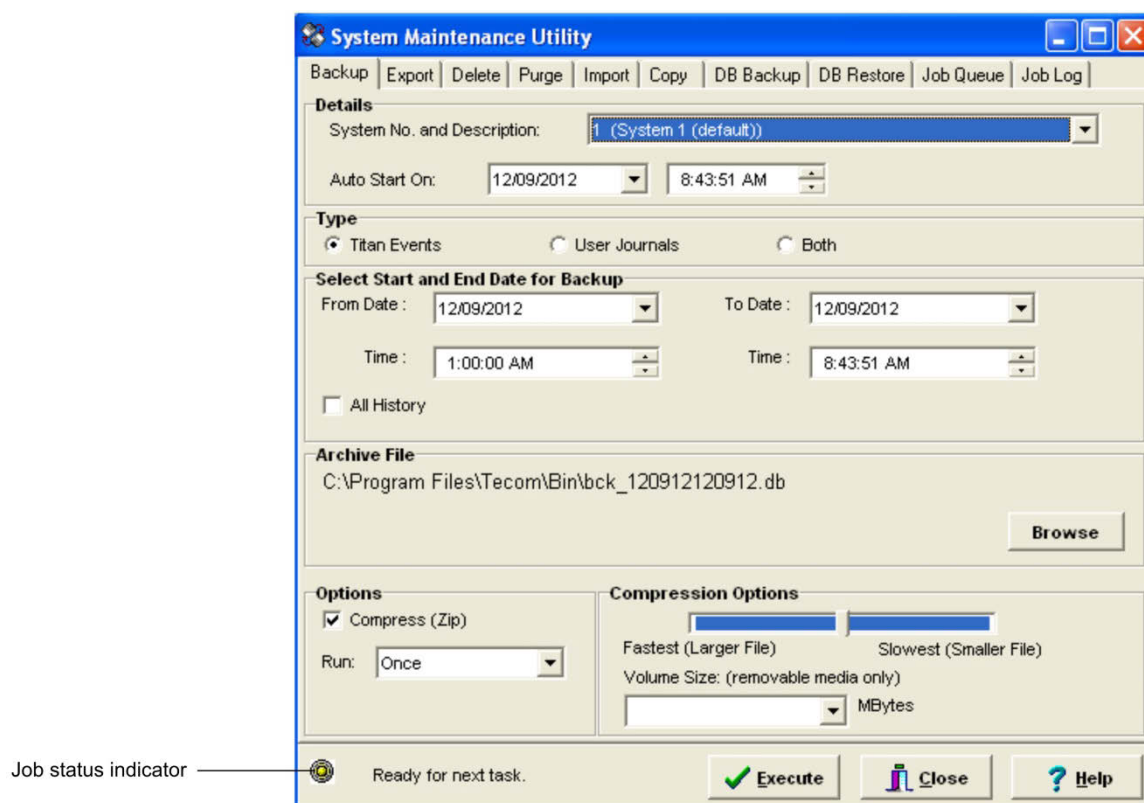 System Maintenance Utility
Backup Export Delete Purge Import Copy DB Backup DB Restore Job Queue Job Log
Details
System No. and Description: 1 (System 1 (default))
Auto Start On: 12/09/2012 8:43:51 AM
Type
Titan Events User Journals Both
Select Start and End Date for Backup
From Date : 12/09/2012 To Date : 12/09/2012
Time : 1:00:00 AM Time : 8:43:51 AM
All History
Archive File
C:\Program Files\Tecom\Bin\bck_120912120912.db
Browse
Options
Compress (Zip)
Run: Once
Compression Options
Fastest (Larger File) Slowest (Smaller File)
Volume Size: (removable media only)
MBytes
Job status indicator
Ready for next task. Execute Close ? Help